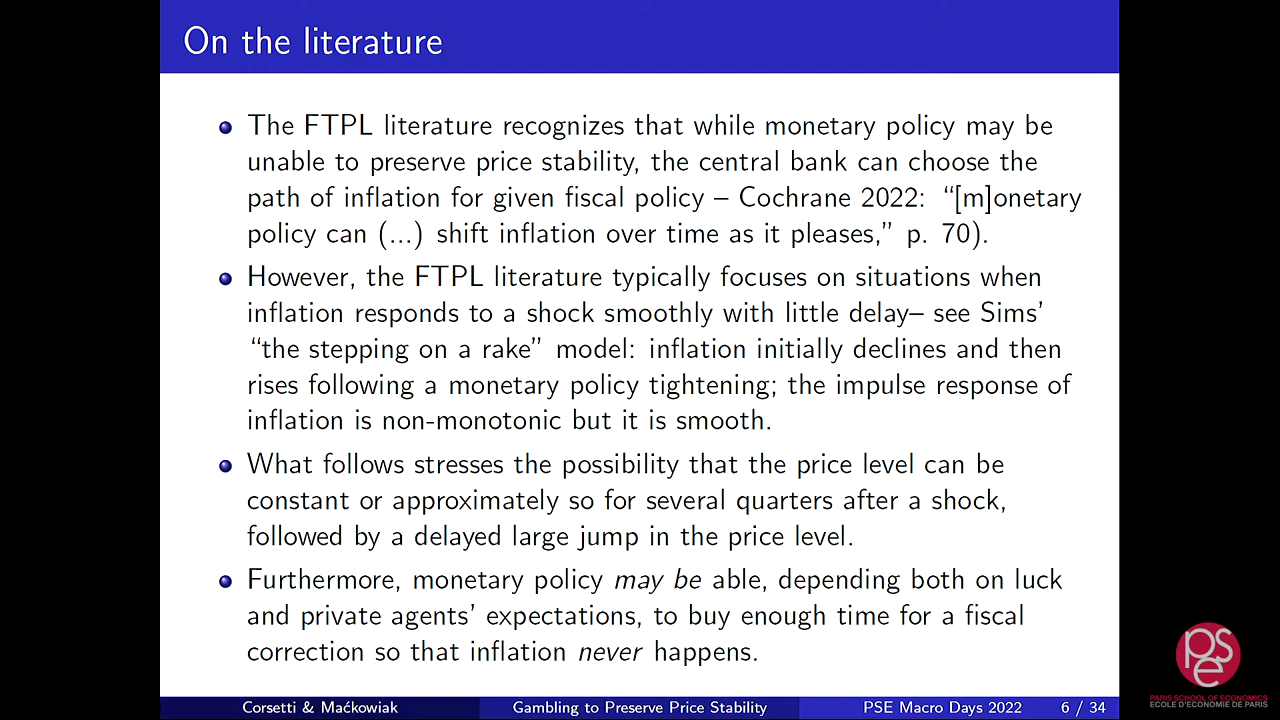 On the literature
The FTPL literature recognizes that while monetary policy may be
unable to preserve price stability, the central bank can choose the
path of inflation for given fiscal policy – Cochrane 2022: “[m]onetary
policy can (...) shift inflation over time as it pleases,” p. 70).
However, the FTPL literature typically focuses on situations when
inflation responds to a shock smoothly with little delay– see Sims’
“the stepping on a rake” model: inflation initially declines and then
rises following a monetary policy tightening; the impulse response of
inflation is non-monotonic but it is smooth.
What follows stresses the possibility that the price level can be
constant or approximately so for several quarters after a shock,
followed by a delayed large jump in the price level.
Furthermore, monetary policy may be able, depending both on luck
and private agents’ expectations, to buy enough time for a fiscal
correction so that inflation never happens.
Corsetti & Maćkowiak Gambling to Preserve Price Stability PSE Macro Days 2022 6 / 34
pse
PARIS SCHOOL OF ECONOMICS
ECOLE D'ECONOMIE DE PARIS